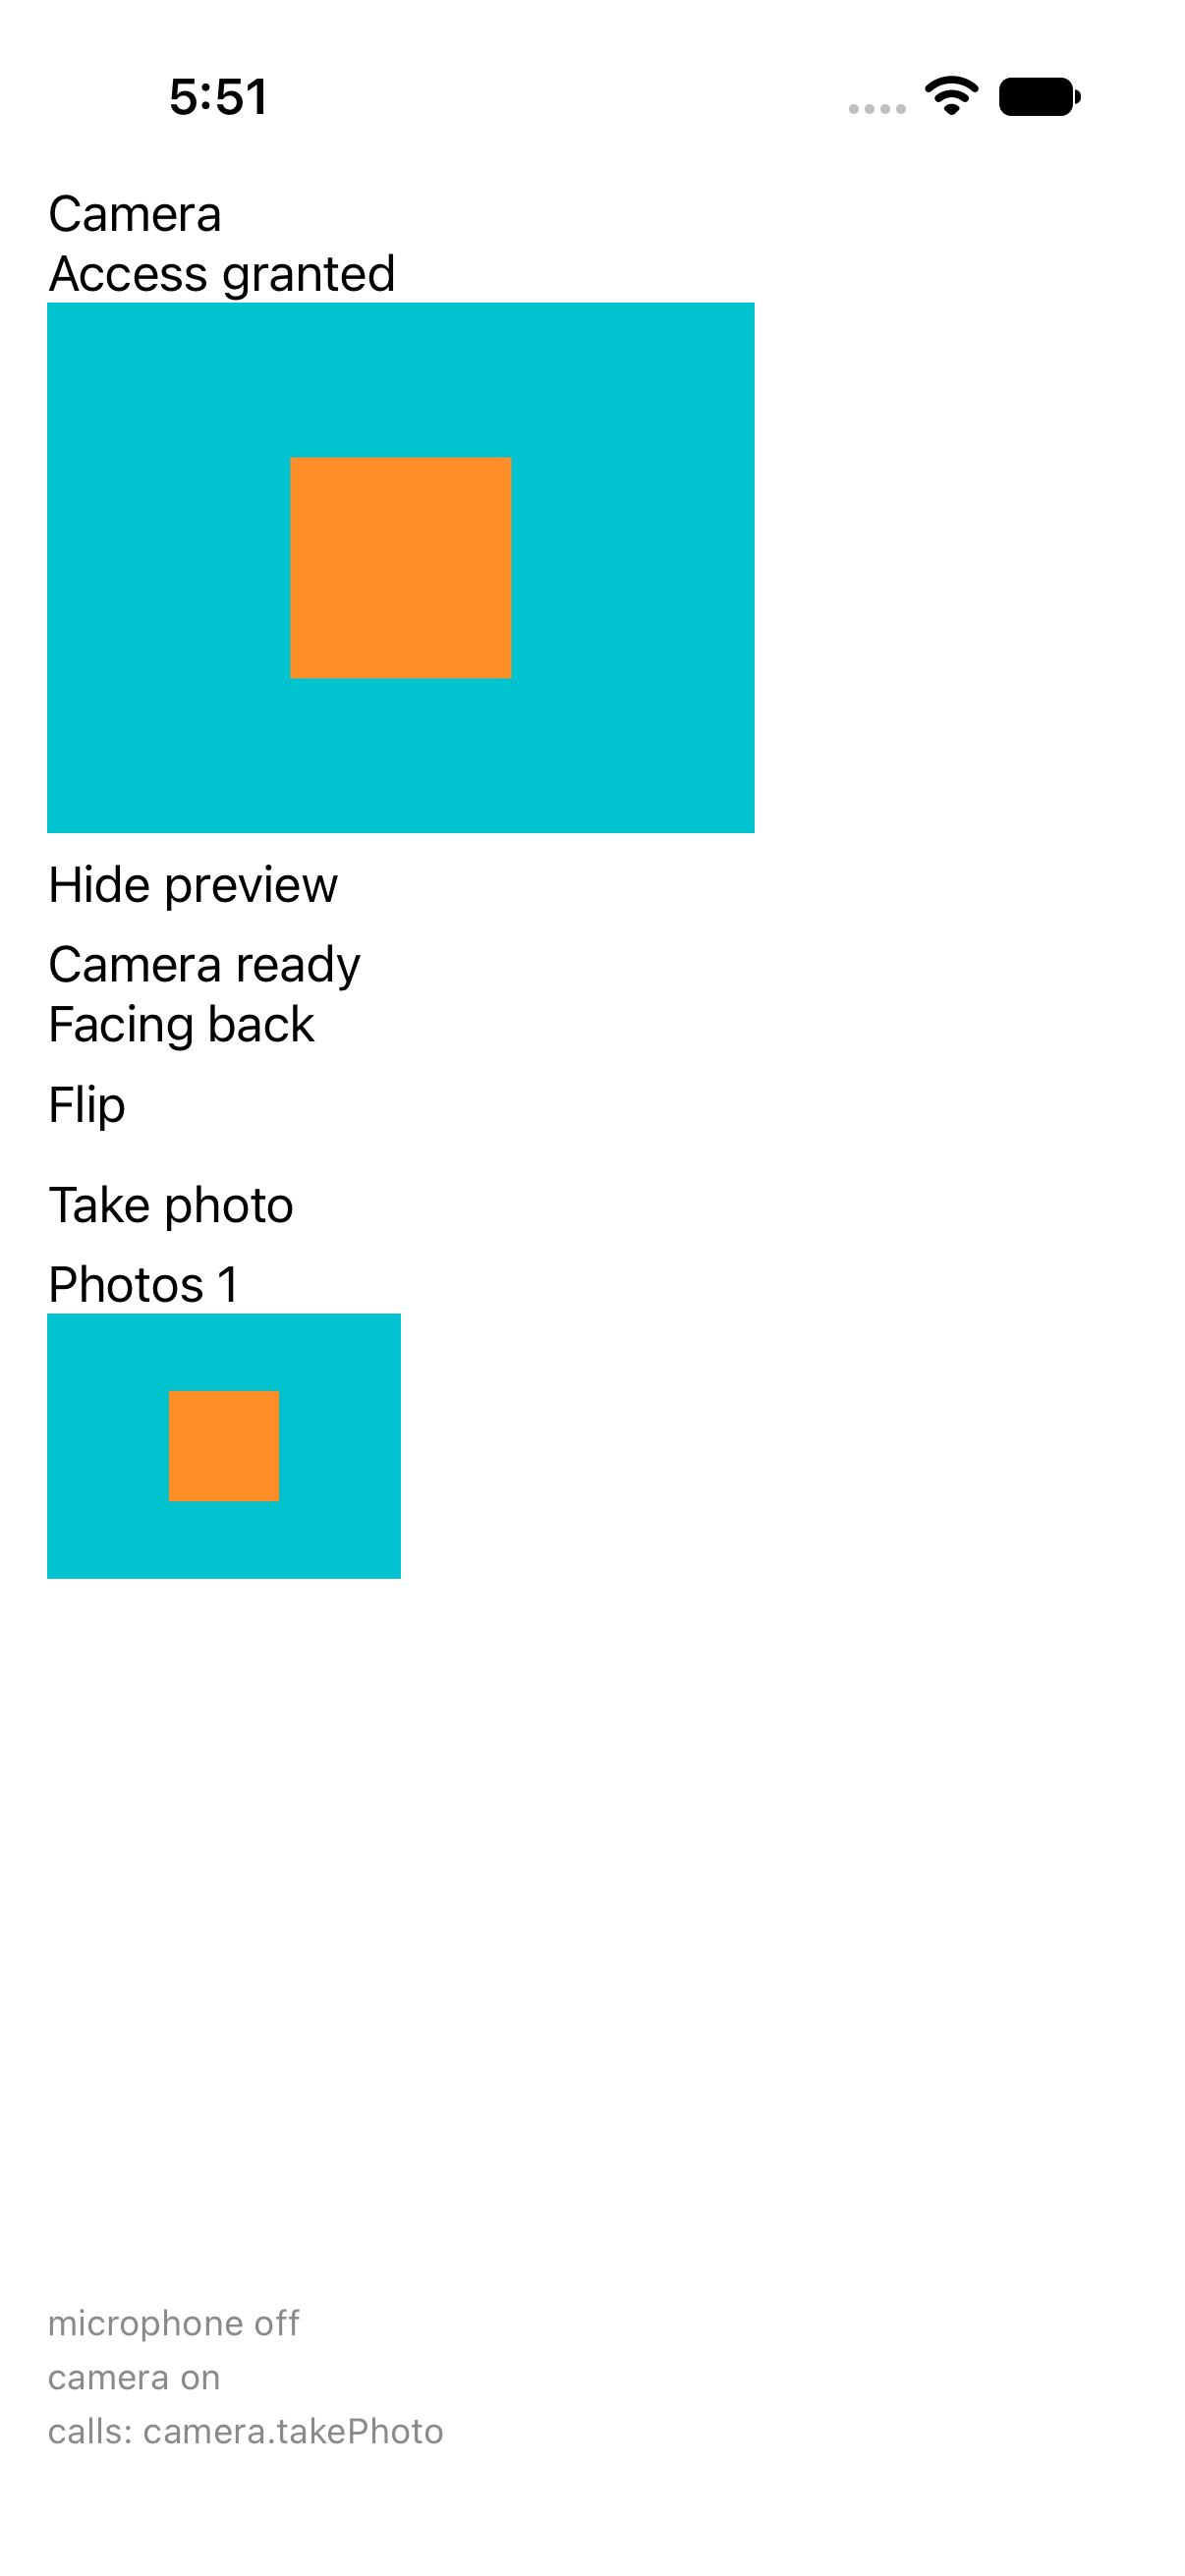 5:51
Camera
Access granted
Hide preview
Camera ready
Facing back
Flip
Take photo
Photos 1
microphone off
camera on
calls: camera.takePhoto